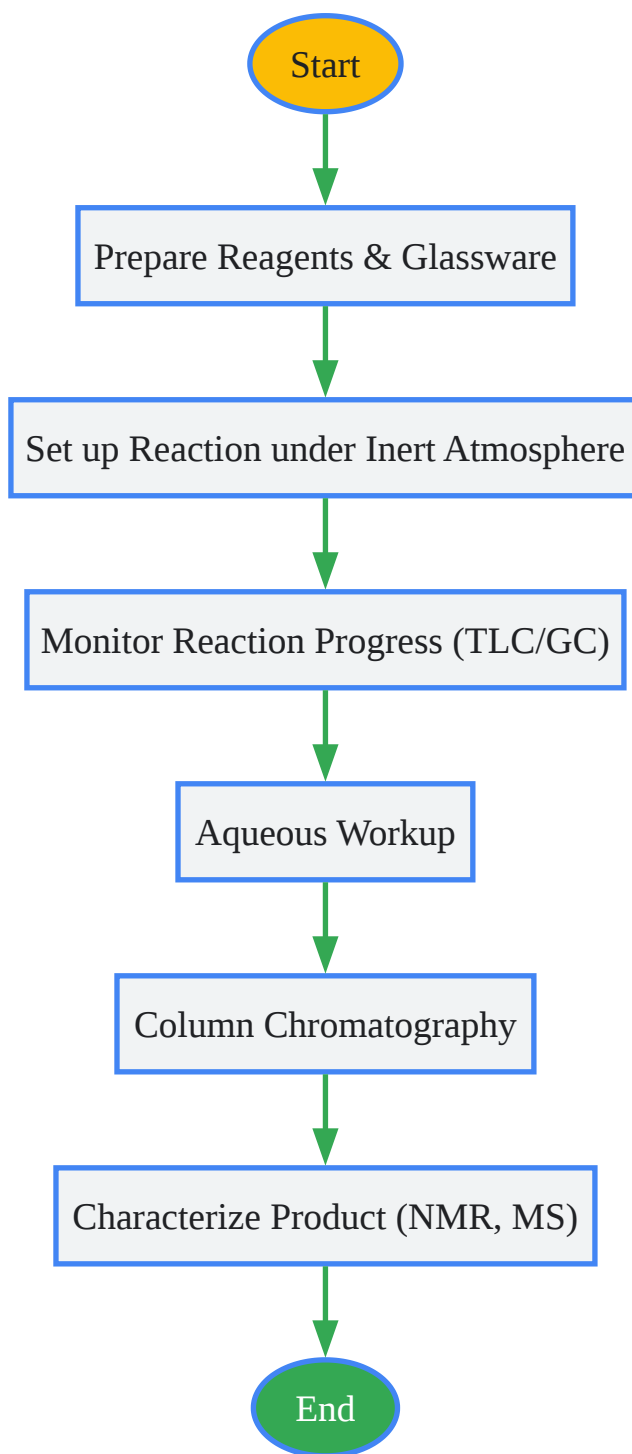 Start
Prepare Reagents & Glassware
Set up Reaction under Inert Atmosphere
Monitor Reaction Progress (TLC/GC)
Aqueous Workup
Column Chromatography
Characterize Product (NMR, MS)
End